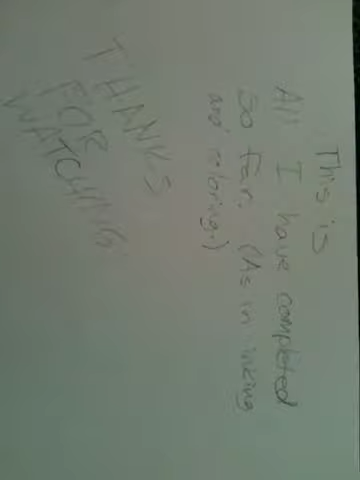 This is
All I have completed
so far. (As in inking
and coloring.)
THANKS
FOR
WATCHING